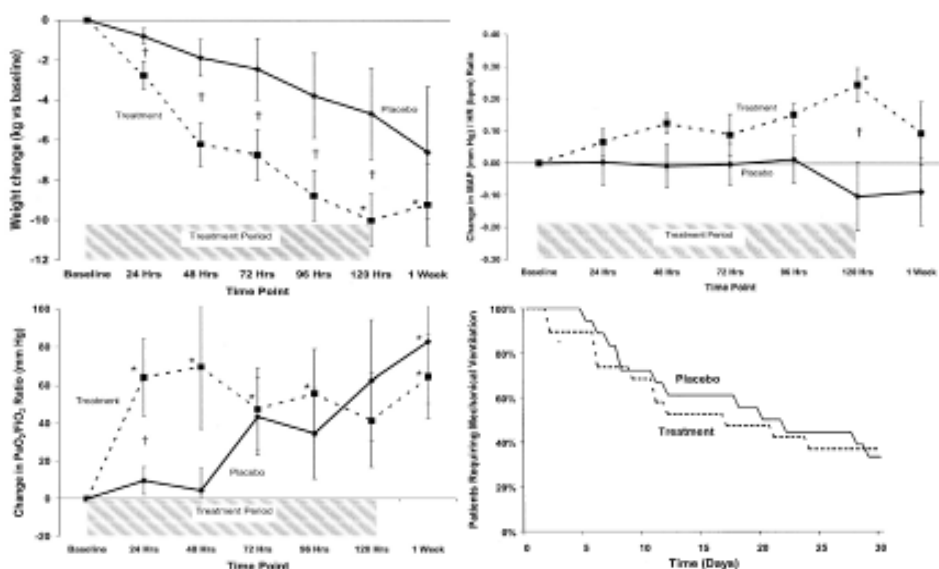 Weight change (kg vs baseline)
0
-2
-4
-6
-8
-10
-12
†
†
†
†
†
*
*
Treatment
Placebo
Treatment Period
Baseline 24 Hrs 48 Hrs 72 Hrs 96 Hrs 120 Hrs 1 Week
Time Point
Change in MAP (mm Hg) / HR (bpm) Ratio
0.40
0.30
0.20
0.10
0.00
-0.10
-0.20
-0.30
Treatment
*
†
Placebo
Treatment Period
Baseline 24 Hrs 48 Hrs 72 Hrs 96 Hrs 120 Hrs 1 Week
Time Point
Change in PaO₂/FiO₂ Ratio (mm Hg)
100
80
60
40
20
0
-20
Treatment
*
*
*
*
*
*
†
Placebo
Treatment Period
Baseline 24 Hrs 48 Hrs 72 Hrs 96 Hrs 120 Hrs 1 Week
Time Point
Patients Requiring Mechanical Ventilation
100%
80%
60%
40%
20%
0%
Placebo
Treatment
0 5 10 15 20 25 30
Time (Days)